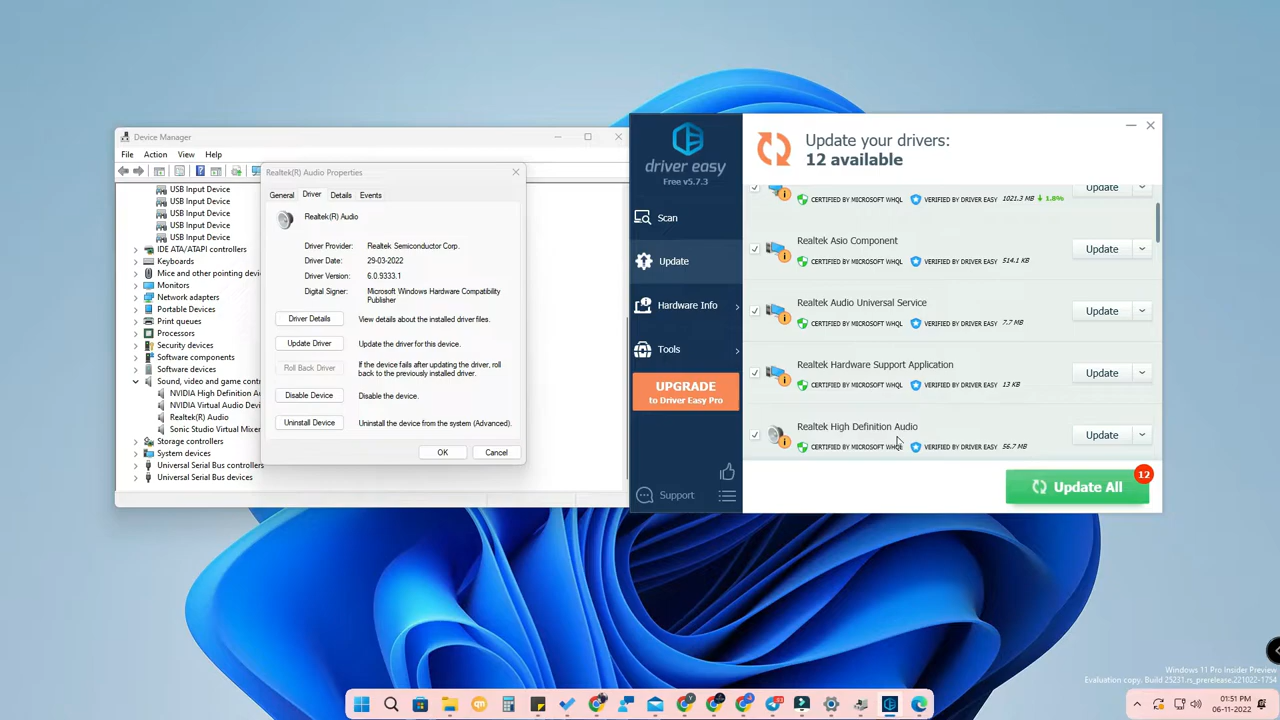 Device Manager
File Action View Help
USB Input Device
USB Input Device
USB Input Device
USB Input Device
USB Input Device
IDE ATA/ATAPI controllers
Keyboards
Mice and other pointing devi
Monitors
Network adapters
Portable Devices
Print queues
Processors
Security devices
Software components
Software devices
Sound, video and game contr
NVIDIA High Definition Au
NVIDIA Virtual Audio Devi
Realtek(R) Audio
Sonic Studio Virtual Mixer
Storage controllers
System devices
Universal Serial Bus controllers
Universal Serial Bus devices
Realtek(R) Audio Properties
General Driver Details Events
Realtek(R) Audio
Driver Provider: Realtek Semiconductor Corp.
Driver Date: 29-03-2022
Driver Version: 6.0.9333.1
Digital Signer: Microsoft Windows Hardware Compatibility
Publisher
Driver Details View details about the installed driver files.
Update Driver Update the driver for this device.
Roll Back Driver If the device fails after updating the driver, roll
back to the previously installed driver.
Disable Device Disable the device.
Uninstall Device Uninstall the device from the system (Advanced).
OK Cancel
driver easy
Free v5.7.3
Scan
Update
Hardware Info
Tools
UPGRADE
to Driver Easy Pro
Support
Update your drivers:
12 available
Update
CERTIFIED BY MICROSOFT WHQL VERIFIED BY DRIVER EASY 1021.3 MB 1.8%
Realtek Asio Component
CERTIFIED BY MICROSOFT WHQL VERIFIED BY DRIVER EASY 514.1 KB
Update
Realtek Audio Universal Service
CERTIFIED BY MICROSOFT WHQL VERIFIED BY DRIVER EASY 7.7 MB
Update
Realtek Hardware Support Application
CERTIFIED BY MICROSOFT WHQL VERIFIED BY DRIVER EASY 13 KB
Update
Realtek High Definition Audio
CERTIFIED BY MICROSOFT WHQL VERIFIED BY DRIVER EASY 56.7 MB
Update
Update All
12
Windows 11 Pro Insider Preview
Evaluation copy. Build 25231.rs_prerelease.221022-1754
01:51 PM
06-11-2022